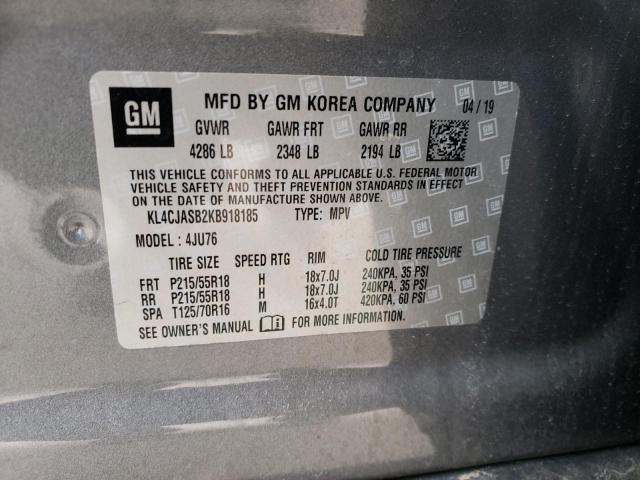 GM
MFD BY GM KOREA COMPANY 04 / 19
GVWR GAWR FRT GAWR RR
4286 LB 2348 LB 2194 LB
THIS VEHICLE CONFORMS TO ALL APPLICABLE U.S. FEDERAL MOTOR
VEHICLE SAFETY AND THEFT PREVENTION STANDARDS IN EFFECT
ON THE DATE OF MANUFACTURE SHOWN ABOVE.
KL4CJASB2KB918185 TYPE: MPV
MODEL : 4JU76
TIRE SIZE SPEED RTG RIM COLD TIRE PRESSURE
FRT P215/55R18 H 18x7.0J 240KPA, 35 PSI
RR P215/55R18 H 18x7.0J 240KPA, 35 PSI
SPA T125/70R16 M 16x4.0T 420KPA, 60 PSI
SEE OWNER'S MANUAL FOR MORE INFORMATION.